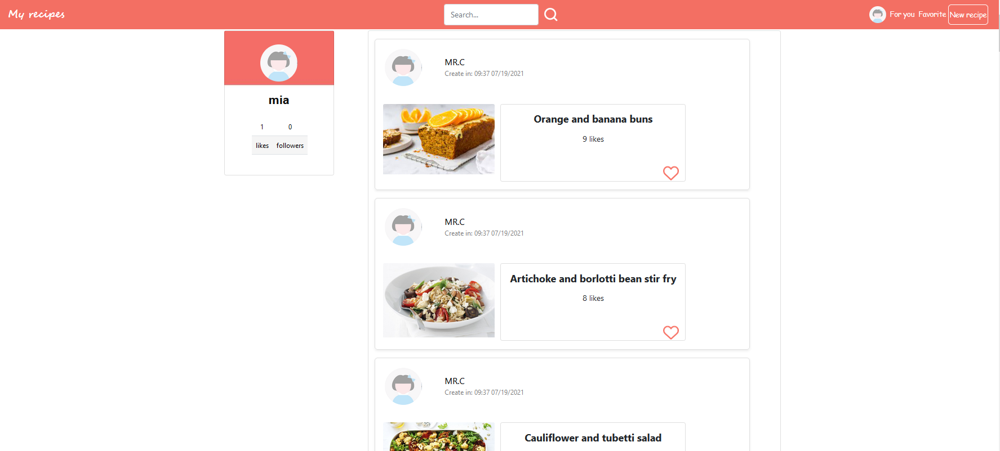 My recipes
Search...
For you Favorite New recipe
mia
1 0
likes followers
MR.C
Create in: 09:37 07/19/2021
Orange and banana buns
9 likes
MR.C
Create in: 09:37 07/19/2021
Artichoke and borlotti bean stir fry
8 likes
MR.C
Create in: 09:37 07/19/2021
Cauliflower and tubetti salad